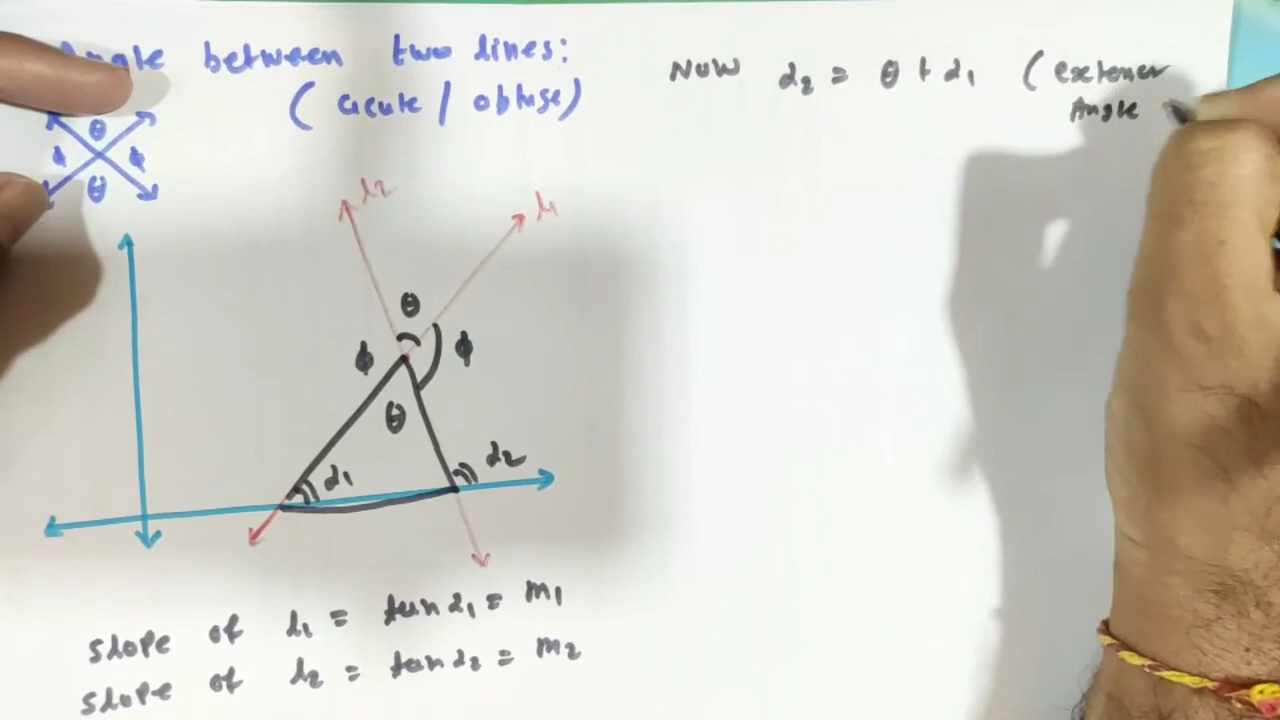 Angle between two lines:
(acute / obtuse)
θ
ϕ ϕ
θ
l2
l1
θ
ϕ ϕ
θ
α1
α2
slope of l1 = tan α1 = m1
slope of l2 = tan α2 = m2
Now α2 = θ + α1 (exterior
Angle